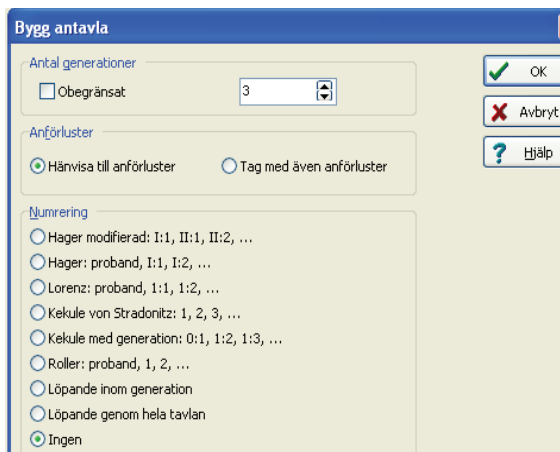 Bygg antavla
Antal generationer
Obegränsat
3
Anförluster
Hänvisa till anförluster
Tag med även anförluster
Numrering
Hager modifierad: I:1, II:1, II:2, ...
Hager: proband, I:1, I:2, ...
Lorenz: proband, 1:1, 1:2, ...
Kekule von Stradonitz: 1, 2, 3, ...
Kekule med generation: 0:1, 1:2, 1:3, ...
Roller: proband, 1, 2, ...
Löpande inom generation
Löpande genom hela tavlan
Ingen
OK
Avbryt
Hjälp